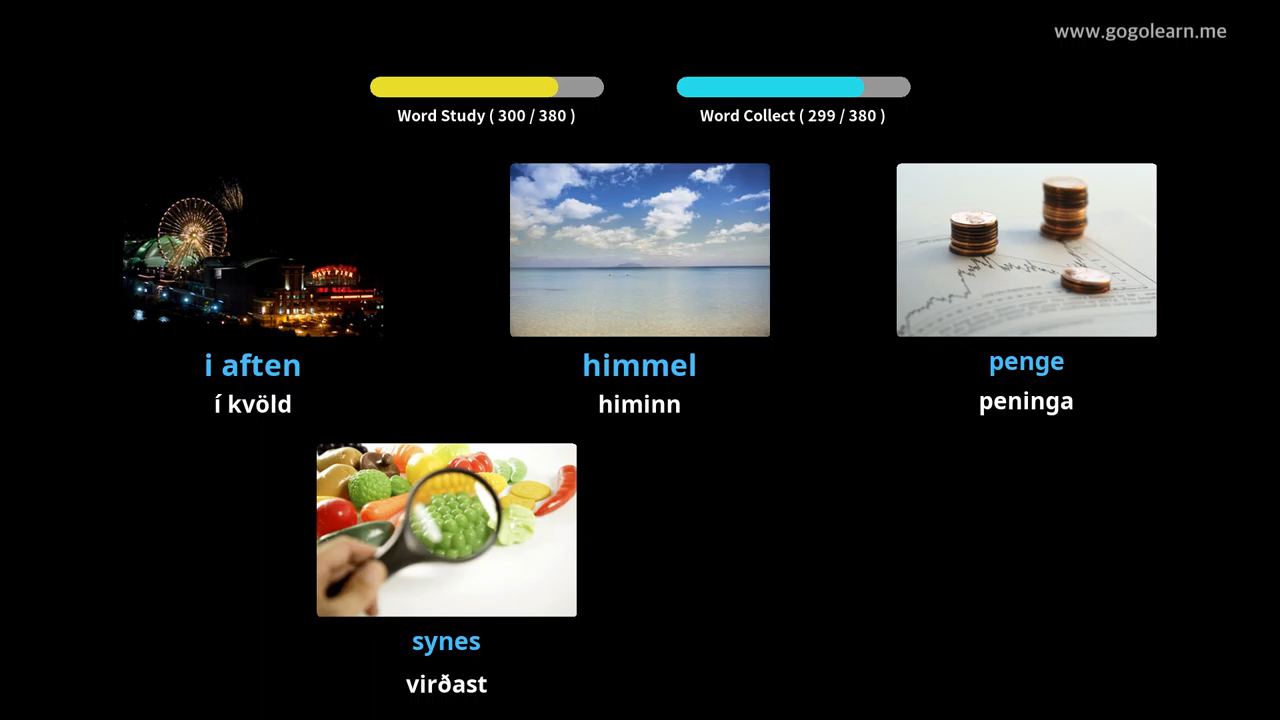 www.gogolearn.me
Word Study ( 300 / 380 )
Word Collect ( 299 / 380 )
i aften
himmel
penge
í kvöld
himinn
peninga
synes
virðast